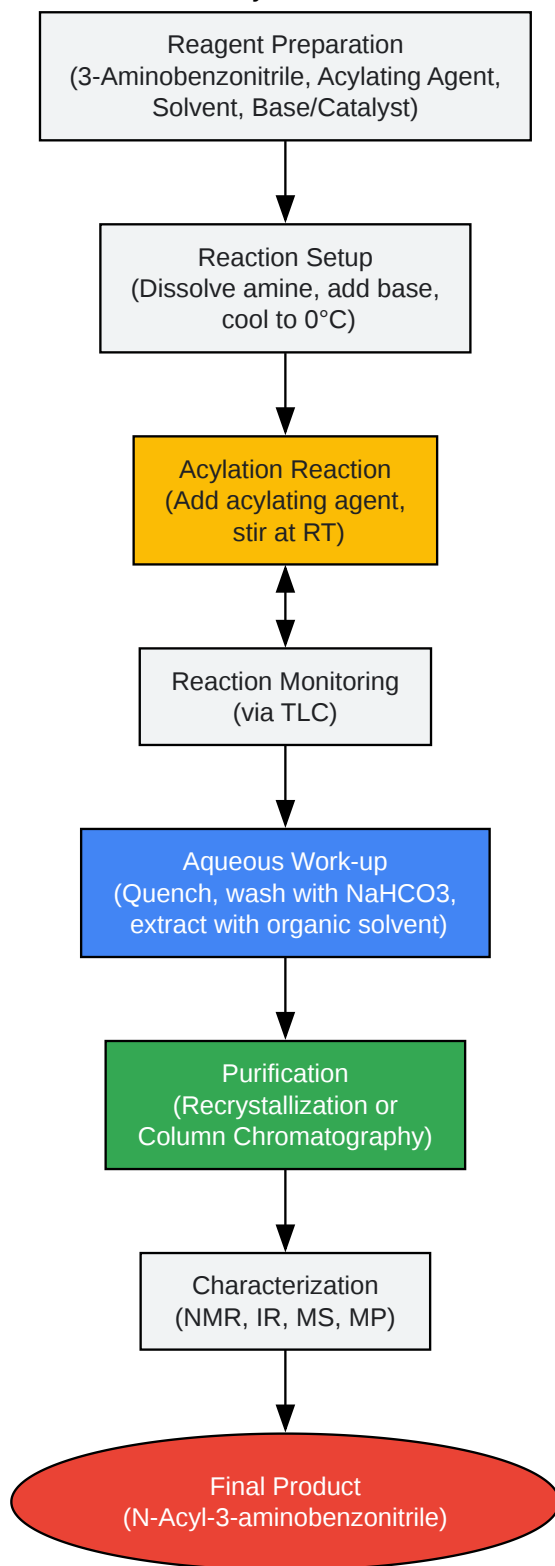 Reagent Preparation
(3-Aminobenzonitrile, Acylating Agent,
Solvent, Base/Catalyst)
Reaction Setup
(Dissolve amine, add base,
cool to 0°C)
Acylation Reaction
(Add acylating agent,
stir at RT)
Reaction Monitoring
(via TLC)
Aqueous Work-up
(Quench, wash with NaHCO3,
extract with organic solvent)
Purification
(Recrystallization or
Column Chromatography)
Characterization
(NMR, IR, MS, MP)
Final Product
(N-Acyl-3-aminobenzonitrile)